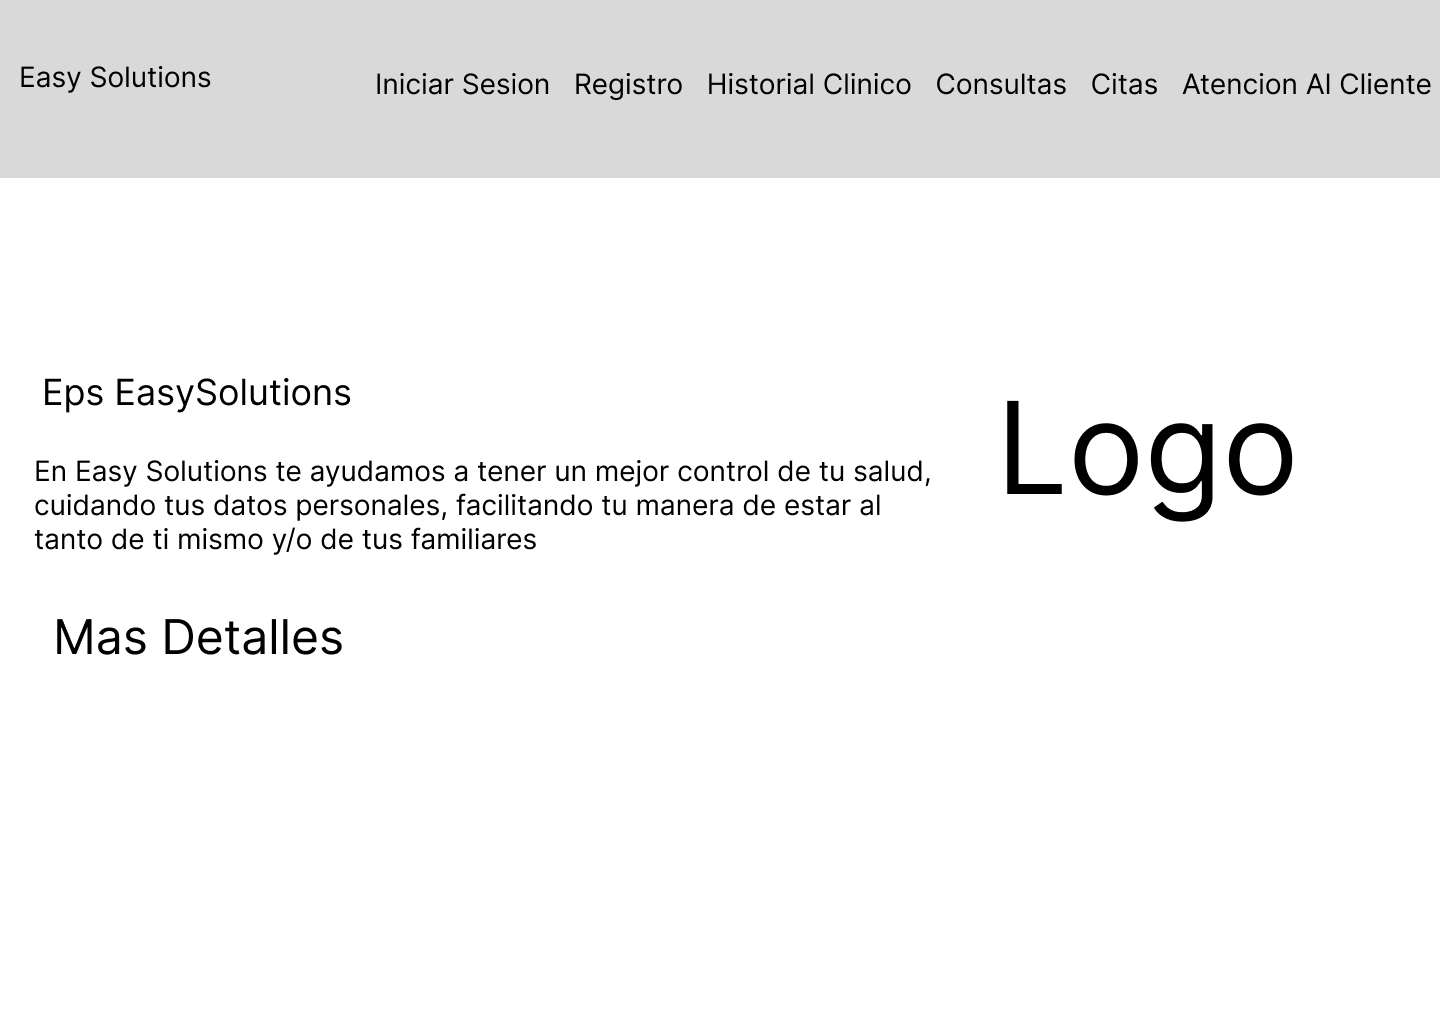 Easy Solutions
Iniciar Sesion Registro Historial Clinico Consultas Citas Atencion Al Cliente
Eps EasySolutions
En Easy Solutions te ayudamos a tener un mejor control de tu salud,
cuidando tus datos personales, facilitando tu manera de estar al
tanto de ti mismo y/o de tus familiares
Mas Detalles
Logo